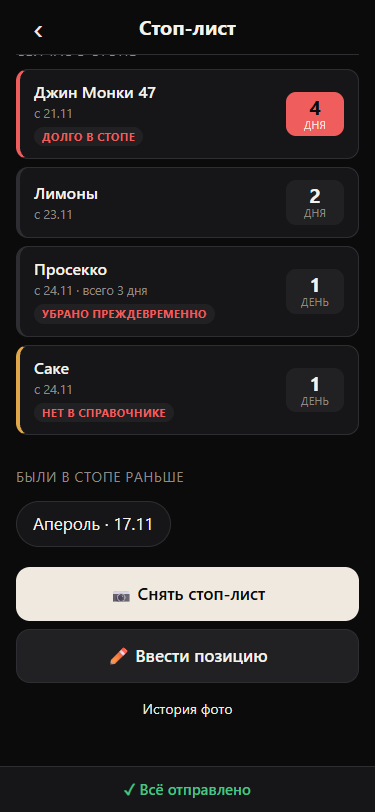 Стоп-лист
Джин Монки 47
с 21.11
ДОЛГО В СТОПЕ
4
ДНЯ
Лимоны
с 23.11
2
ДНЯ
Просекко
с 24.11 · всего 3 дня
УБРАНО ПРЕЖДЕВРЕМЕННО
1
ДЕНЬ
Саке
с 24.11
НЕТ В СПРАВОЧНИКЕ
1
ДЕНЬ
БЫЛИ В СТОПЕ РАНЬШЕ
Апероль · 17.11
Снять стоп-лист
Ввести позицию
История фото
✓ Всё отправлено